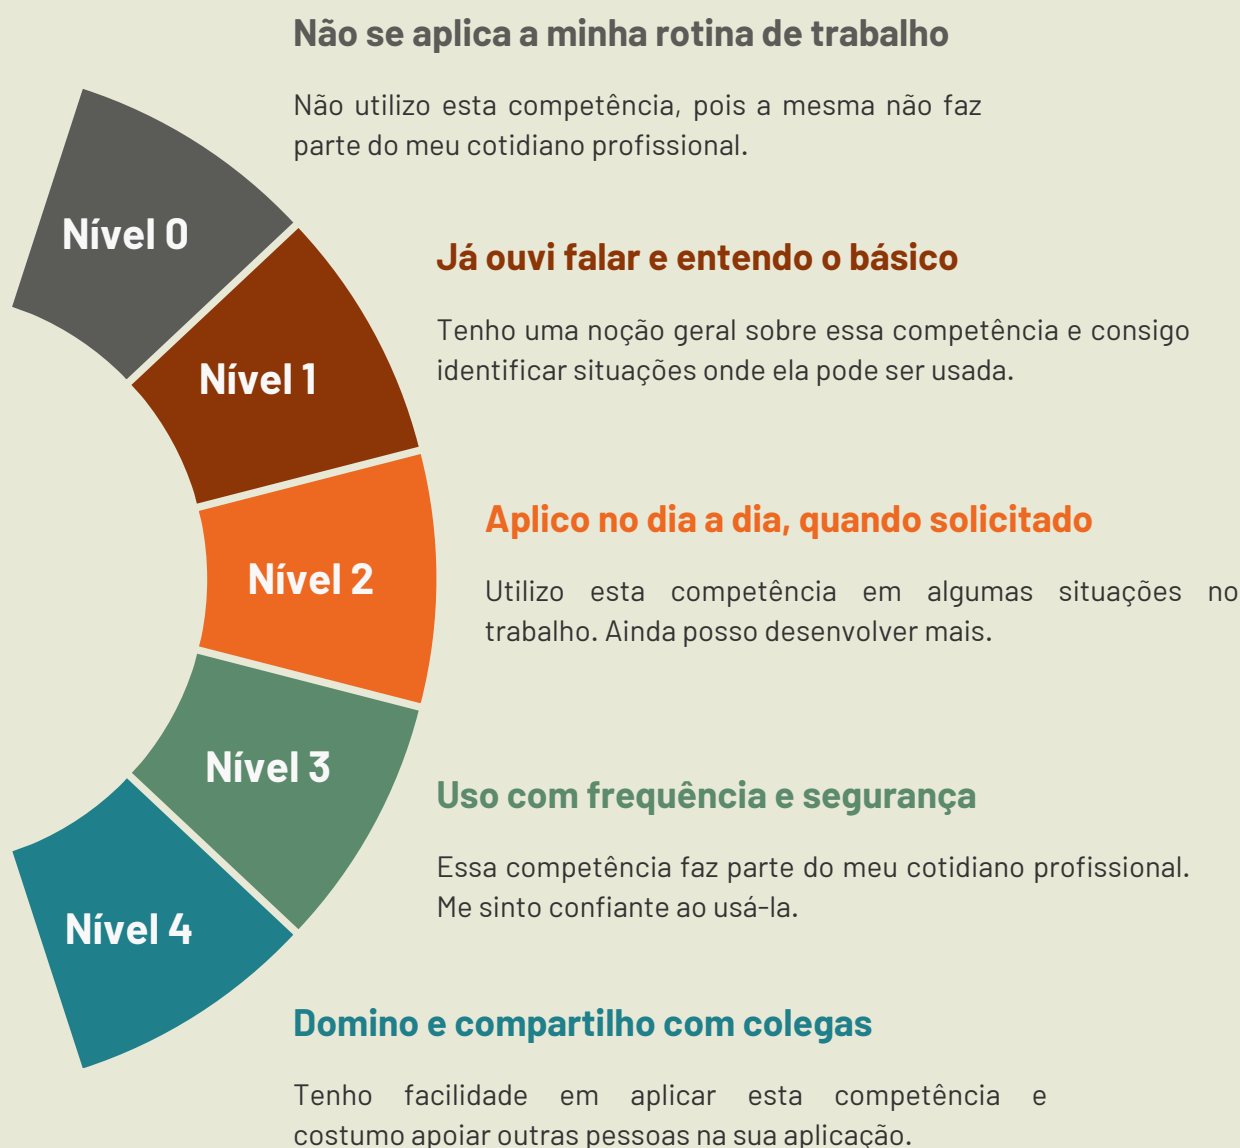 Não se aplica a minha rotina de trabalho
Não utilizo esta competência, pois a mesma não faz
parte do meu cotidiano profissional.
Nível 0
Já ouvi falar e entendo o básico
Tenho uma noção geral sobre essa competência e consigo
identificar situações onde ela pode ser usada.
Nível 1
Aplico no dia a dia, quando solicitado
Utilizo esta competência em algumas situações no
trabalho. Ainda posso desenvolver mais.
Nível 2
Uso com frequência e segurança
Essa competência faz parte do meu cotidiano profissional.
Me sinto confiante ao usá-la.
Nível 3
Domino e compartilho com colegas
Tenho facilidade em aplicar esta competência e
costumo apoiar outras pessoas na sua aplicação.
Nível 4